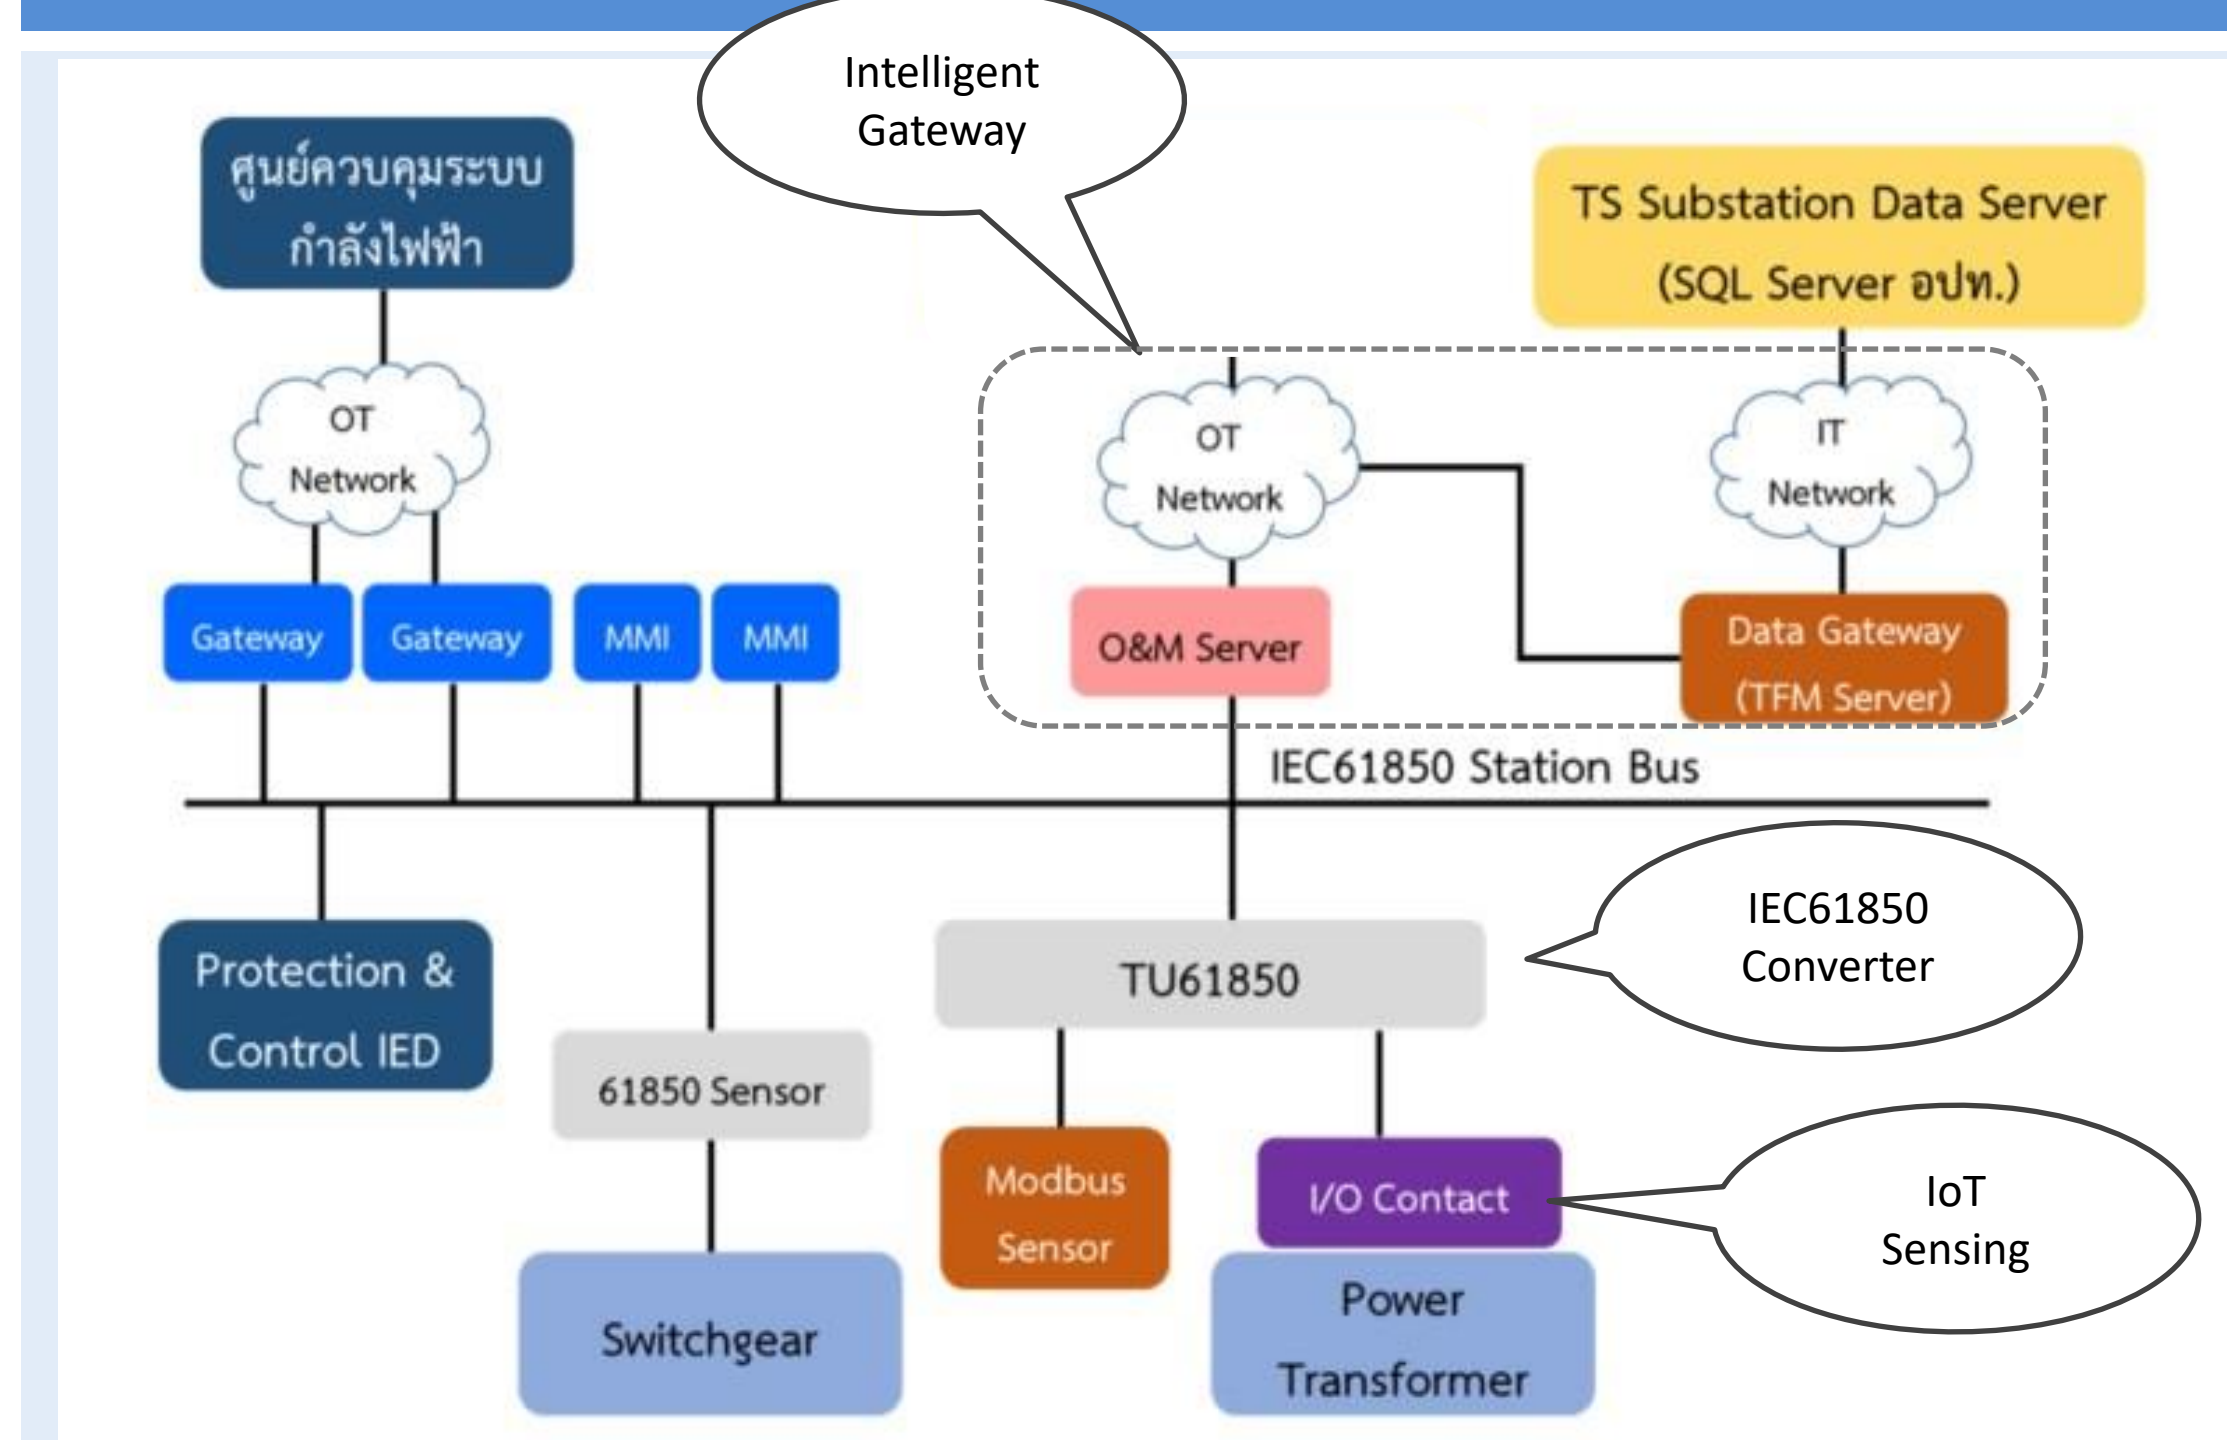 Intelligent
Gateway
ศูนย์ควบคุมระบบ
กำลังไฟฟ้า
TS Substation Data Server
(SQL Server อปท.)
OT
Network
OT
Network
IT
Network
Gateway
Gateway
MMI
MMI
O&M Server
Data Gateway
(TFM Server)
IEC61850 Station Bus
Protection &
Control IED
61850 Sensor
TU61850
IEC61850
Converter
Modbus
Sensor
I/O Contact
IoT
Sensing
Switchgear
Power
Transformer